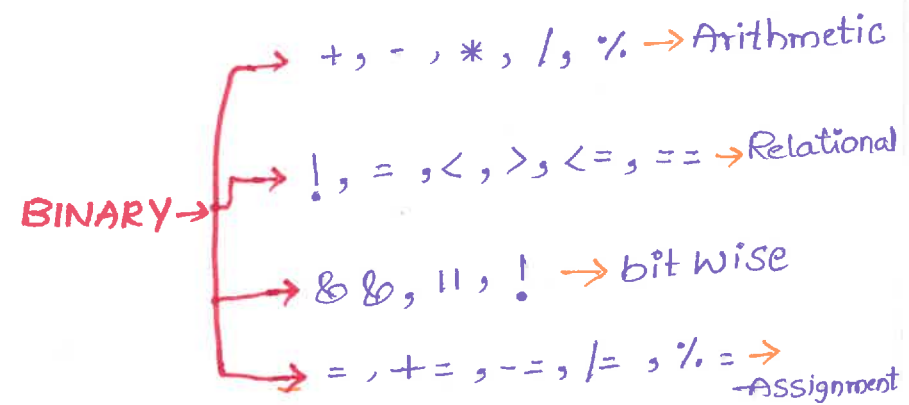 +, -, *, /, % → Arithmetic
!, =, <, >, <=, == → Relational
BINARY →
&&, ||, ! → bit wise
=, +=, -=, /=, %= →
Assignment